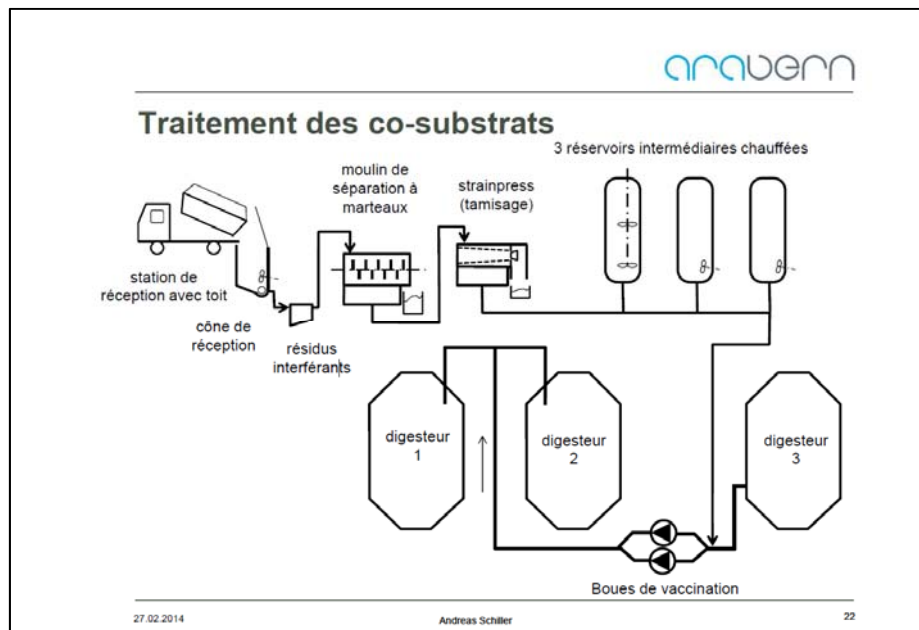 arabern
Traitement des co-substrats
3 réservoirs intermédiaires chauffées
moulin de
séparation à
marteaux
strainpress
(tamisage)
station de
réception avec toit
cône de
réception
résidus
interférants
digesteur
1
digesteur
2
digesteur
3
Boues de vaccination
27.02.2014
Andreas Schiller
22